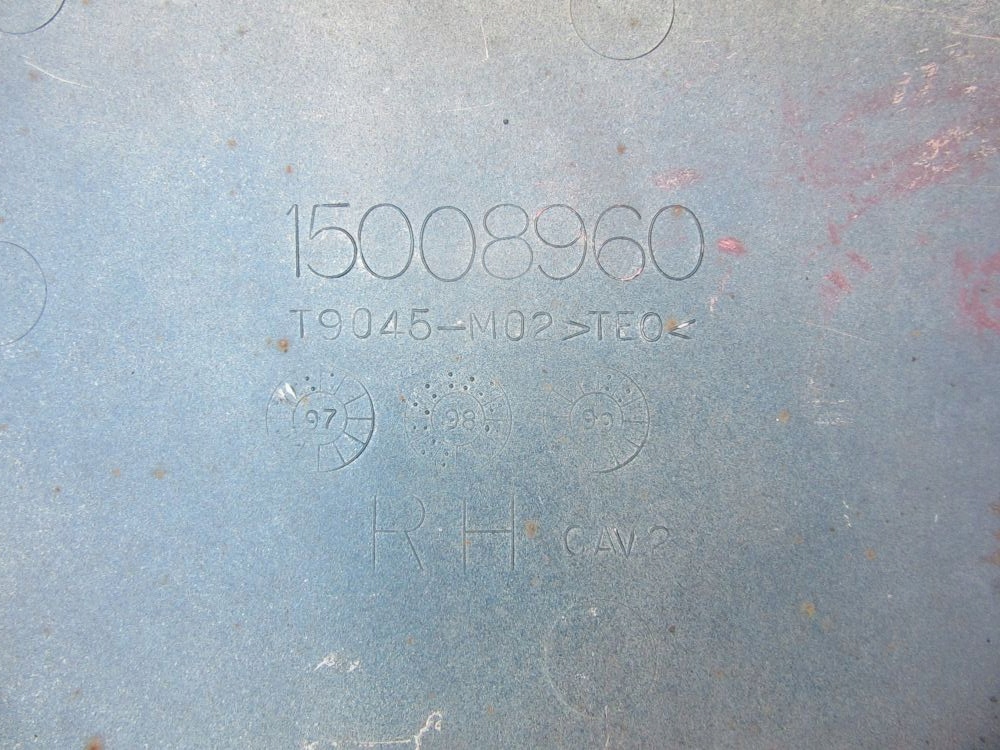 15008960
T9045-M02>TEO<
97 98 99
RH CAV2